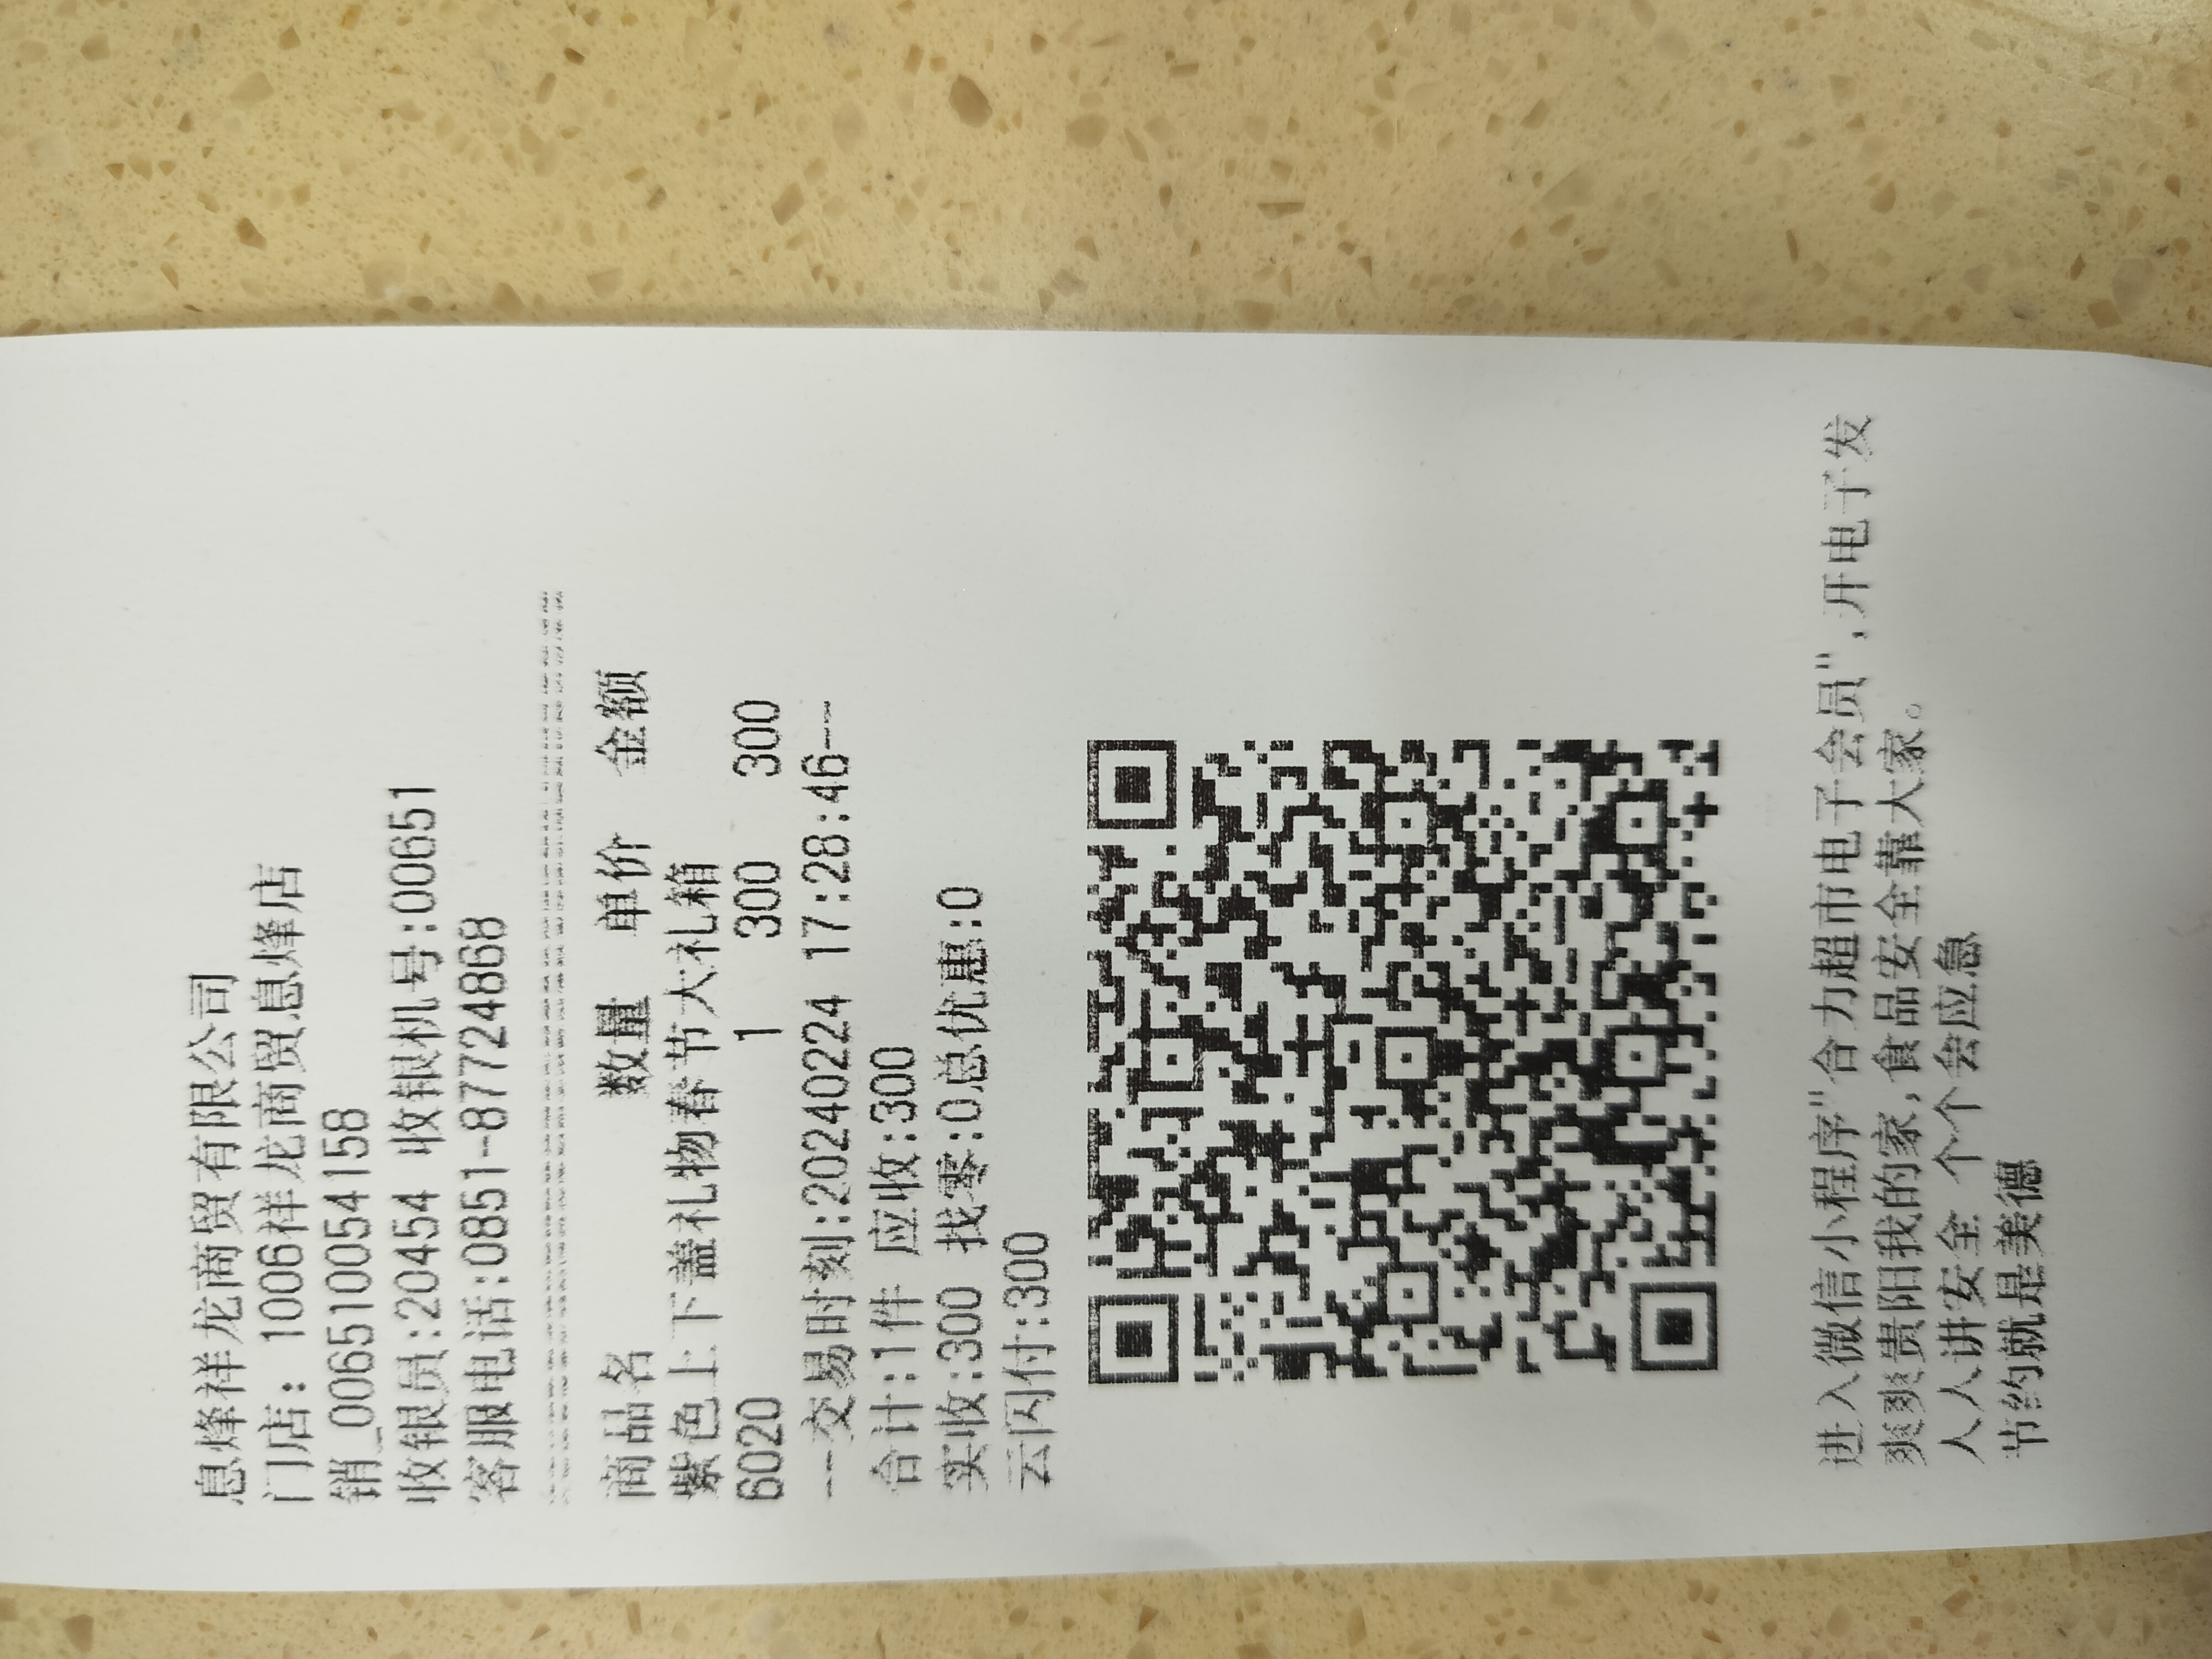 息烽祥龙商贸有限公司
门店: 1006祥龙商贸息烽店
销_006510054158
收银员:20454 收银机号:00651
客服电话:0851-87724868
商品名 数量 单价 金额
紫色上下盖礼物春节大礼箱
6020 1 300 300
---交易时刻:20240224 17:28:46---
合计:1件 应收:300
实收:300 找零:0总优惠:0
云闪付:300
进入微信小程序"合力超市电子会员",开电子发
爽爽贵阳我的家,食品安全靠大家。
人人讲安全 个个会应急
节约就是美德